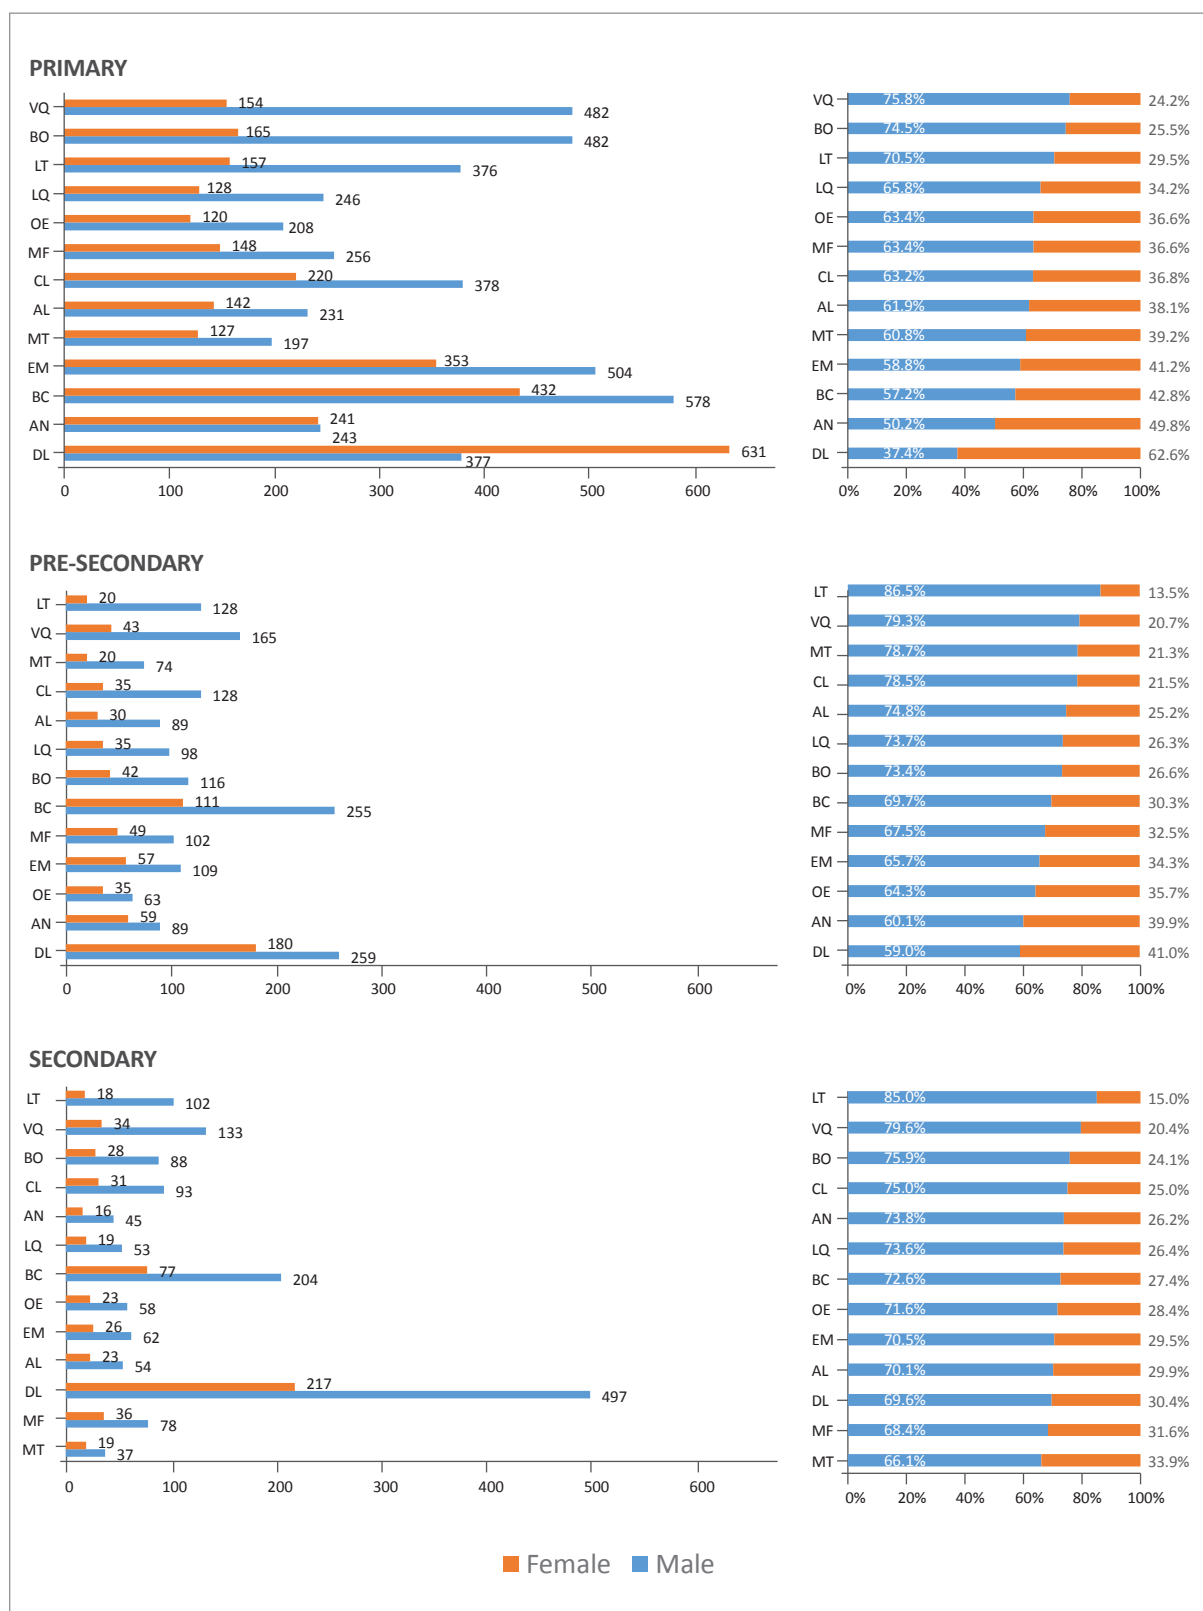 PRIMARY
VQ 154 482
BO 165 482
LT 157 376
LQ 128 246
OE 120 208
MF 148 256
CL 220 378
AL 142 231
MT 127 197
EM 353 504
BC 432 578
AN 241 243
DL 631 377
0 100 200 300 400 500 600
VQ 75.8% 24.2%
BO 74.5% 25.5%
LT 70.5% 29.5%
LQ 65.8% 34.2%
OE 63.4% 36.6%
MF 63.4% 36.6%
CL 63.2% 36.8%
AL 61.9% 38.1%
MT 60.8% 39.2%
EM 58.8% 41.2%
BC 57.2% 42.8%
AN 50.2% 49.8%
DL 37.4% 62.6%
0% 20% 40% 60% 80% 100%
PRE-SECONDARY
LT 20 128
VQ 43 165
MT 20 74
CL 35 128
AL 30 89
LQ 35 98
BO 42 116
BC 111 255
MF 49 102
EM 57 109
OE 35 63
AN 59 89
DL 180 259
0 100 200 300 400 500 600
LT 86.5% 13.5%
VQ 79.3% 20.7%
MT 78.7% 21.3%
CL 78.5% 21.5%
AL 74.8% 25.2%
LQ 73.7% 26.3%
BO 73.4% 26.6%
BC 69.7% 30.3%
MF 67.5% 32.5%
EM 65.7% 34.3%
OE 64.3% 35.7%
AN 60.1% 39.9%
DL 59.0% 41.0%
0% 20% 40% 60% 80% 100%
SECONDARY
LT 18 102
VQ 34 133
BO 28 88
CL 31 93
AN 16 45
LQ 19 53
BC 77 204
OE 23 58
EM 26 62
AL 23 54
DL 217 497
MF 36 78
MT 19 37
0 100 200 300 400 500 600
LT 85.0% 15.0%
VQ 79.6% 20.4%
BO 75.9% 24.1%
CL 75.0% 25.0%
AN 73.8% 26.2%
LQ 73.6% 26.4%
BC 72.6% 27.4%
OE 71.6% 28.4%
EM 70.5% 29.5%
AL 70.1% 29.9%
DL 69.6% 30.4%
MF 68.4% 31.6%
MT 66.1% 33.9%
0% 20% 40% 60% 80% 100%
Female Male